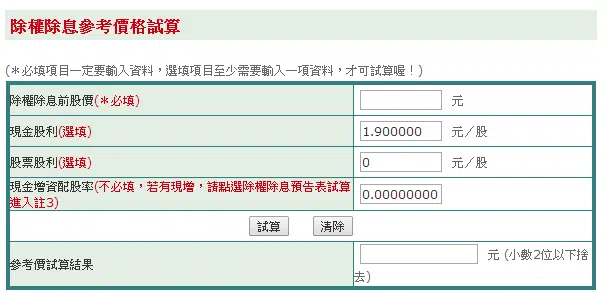 除權除息參考價格試算
(＊必填項目一定要輸入資料，選填項目至少需要輸入一項資料，才可試算喔！)
除權除息前股價(＊必填) 元
現金股利(選填) 1.900000 元／股
股票股利(選填) 0 元／股
現金增資配股率(不必填，若有現增，請點選除權除息預告表試算
進入註3) 0.00000000
試算 清除
參考價試算結果 元 (小數2位以下捨
去)